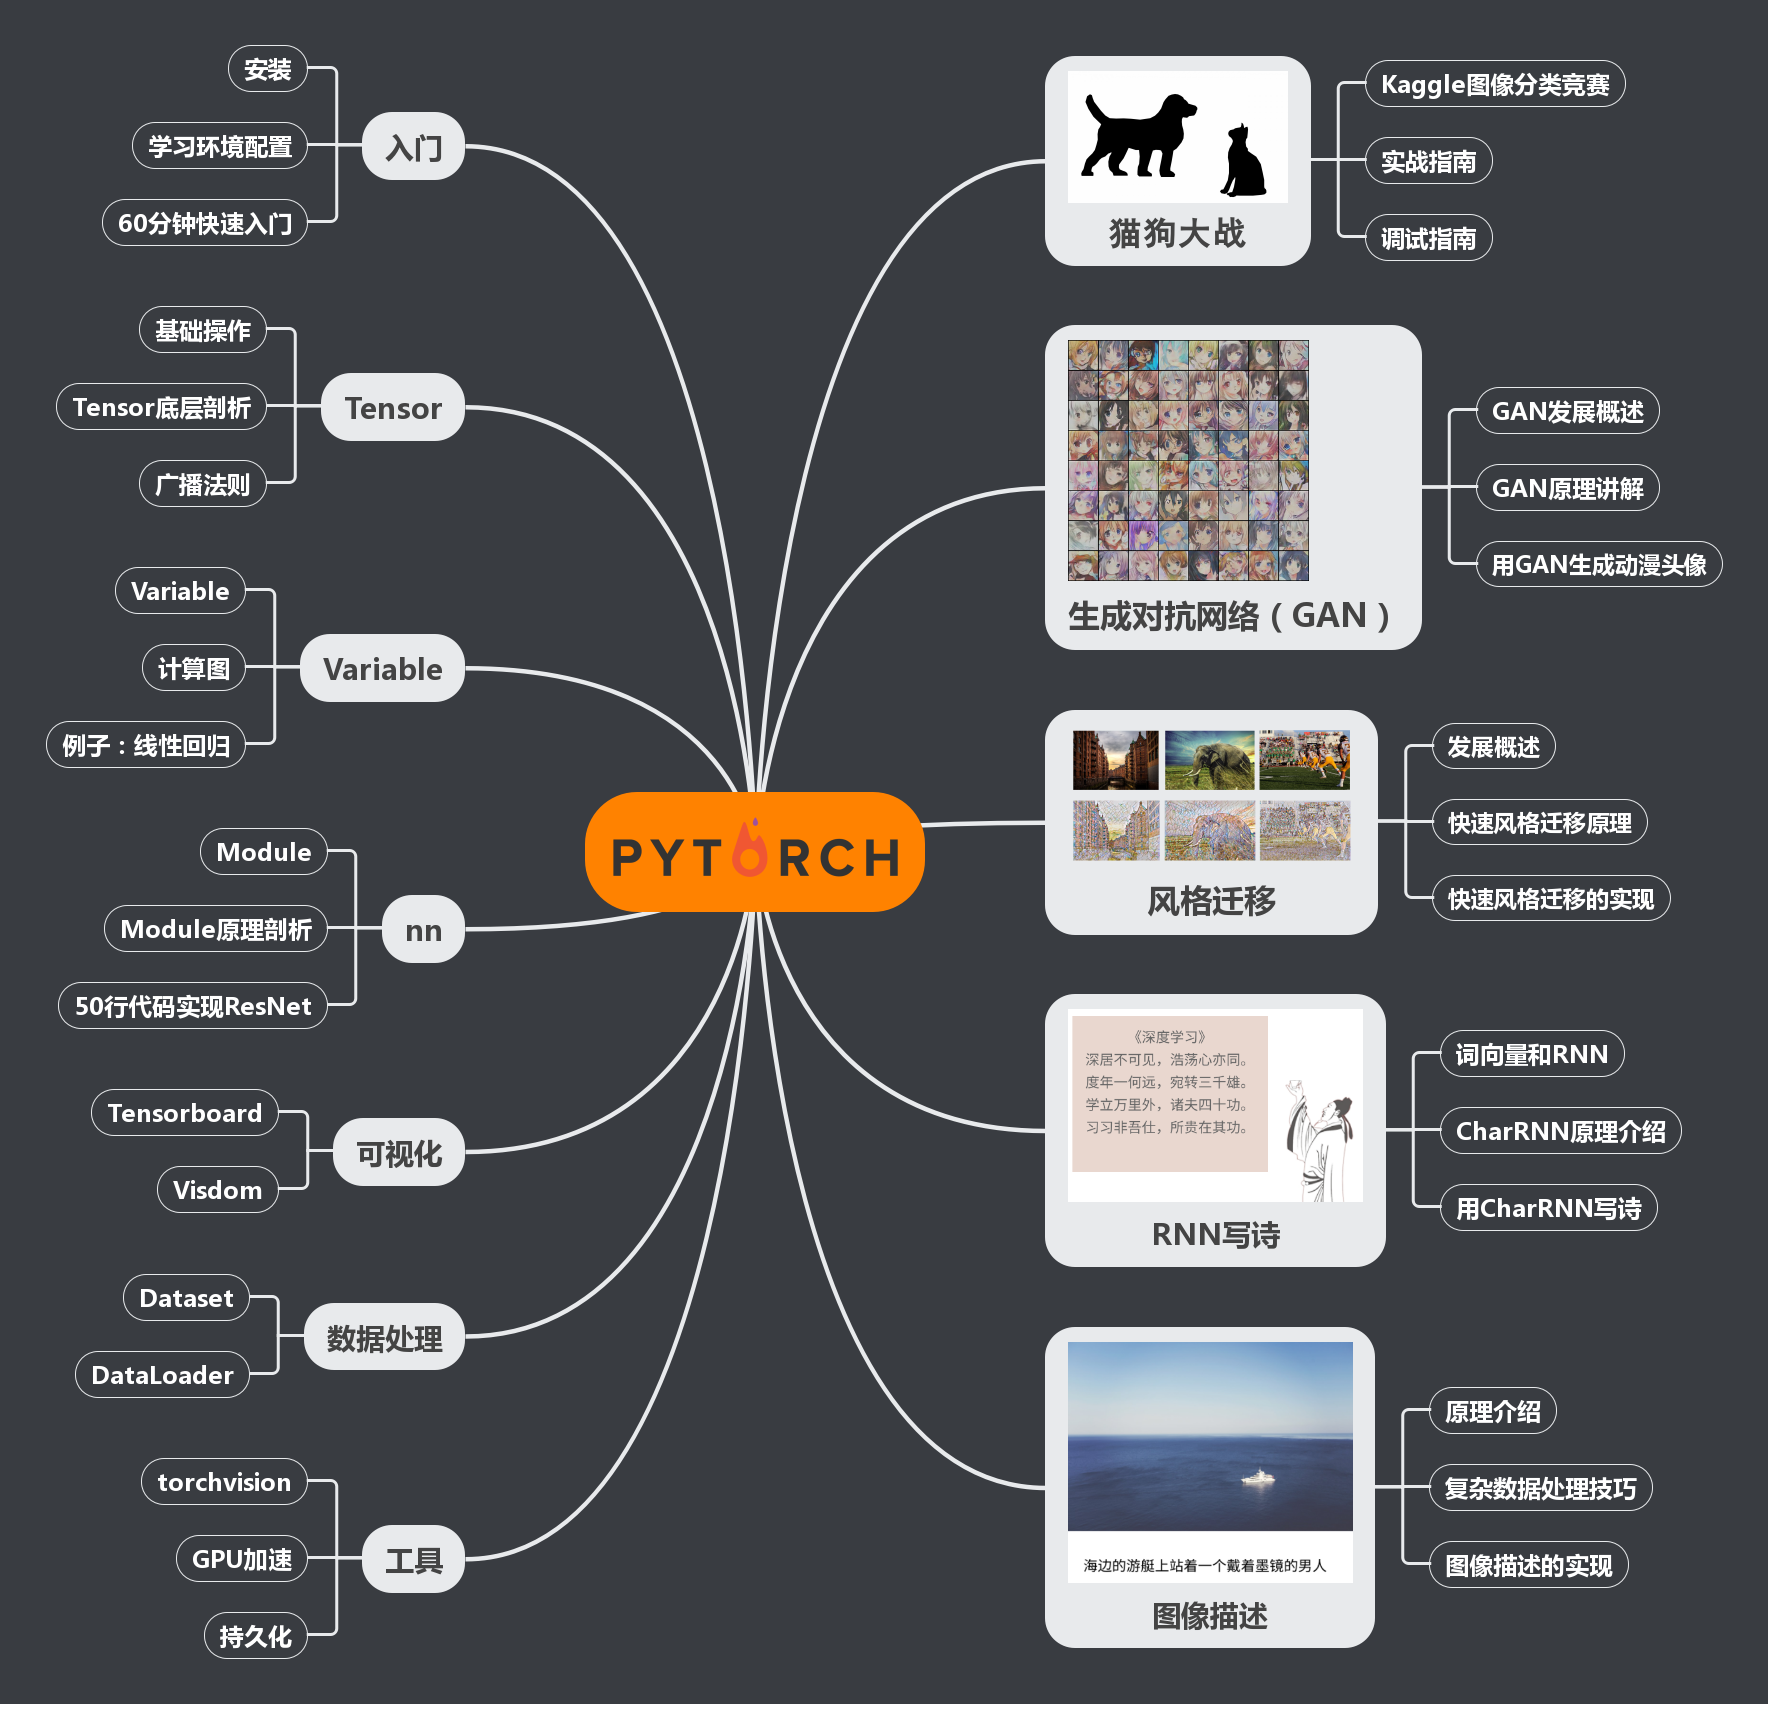 安装
学习环境配置
60分钟快速入门
入门
基础操作
Tensor底层剖析
广播法则
Tensor
Variable
计算图
例子：线性回归
Variable
Module
Module原理剖析
50行代码实现ResNet
nn
Tensorboard
Visdom
可视化
Dataset
DataLoader
数据处理
torchvision
GPU加速
持久化
工具
PYTORCH
猫狗大战
Kaggle图像分类竞赛
实战指南
调试指南
生成对抗网络（GAN）
GAN发展概述
GAN原理讲解
用GAN生成动漫头像
风格迁移
发展概述
快速风格迁移原理
快速风格迁移的实现
《深度学习》
深居不可见，浩荡心亦同。
度年一何远，宛转三千雄。
学立万里外，诸夫四十功。
习习非吾仕，所贵在其功。
RNN写诗
词向量和RNN
CharRNN原理介绍
用CharRNN写诗
海边的游艇上站着一个戴着墨镜的男人
图像描述
原理介绍
复杂数据处理技巧
图像描述的实现